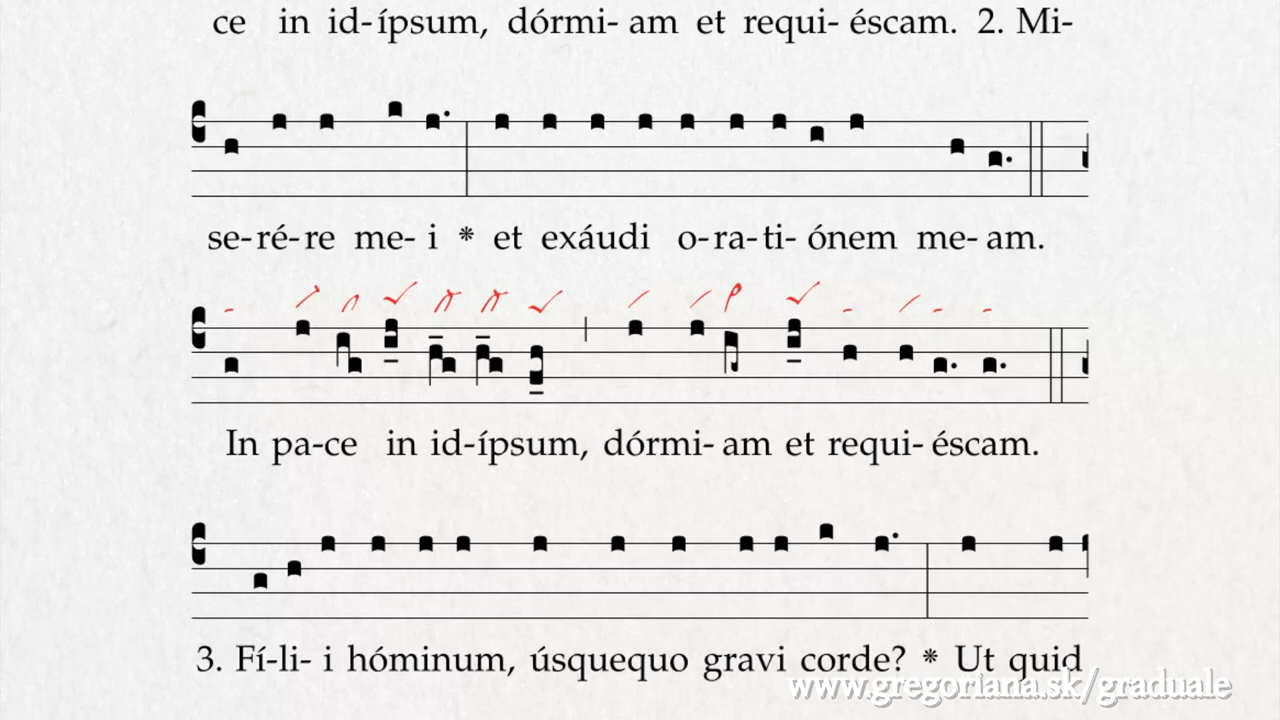 ce in id-ípsum, dórmi- am et requi- éscam. 2. Mi-
se-ré-re me- i * et exáudi o-ra-ti- ónem me- am.
In pa-ce in id-ípsum, dórmi- am et requi- éscam.
3. Fí-li- i hóminum, úsquequo gravi corde? * Ut quid
www.gregoriana.sk/graduale